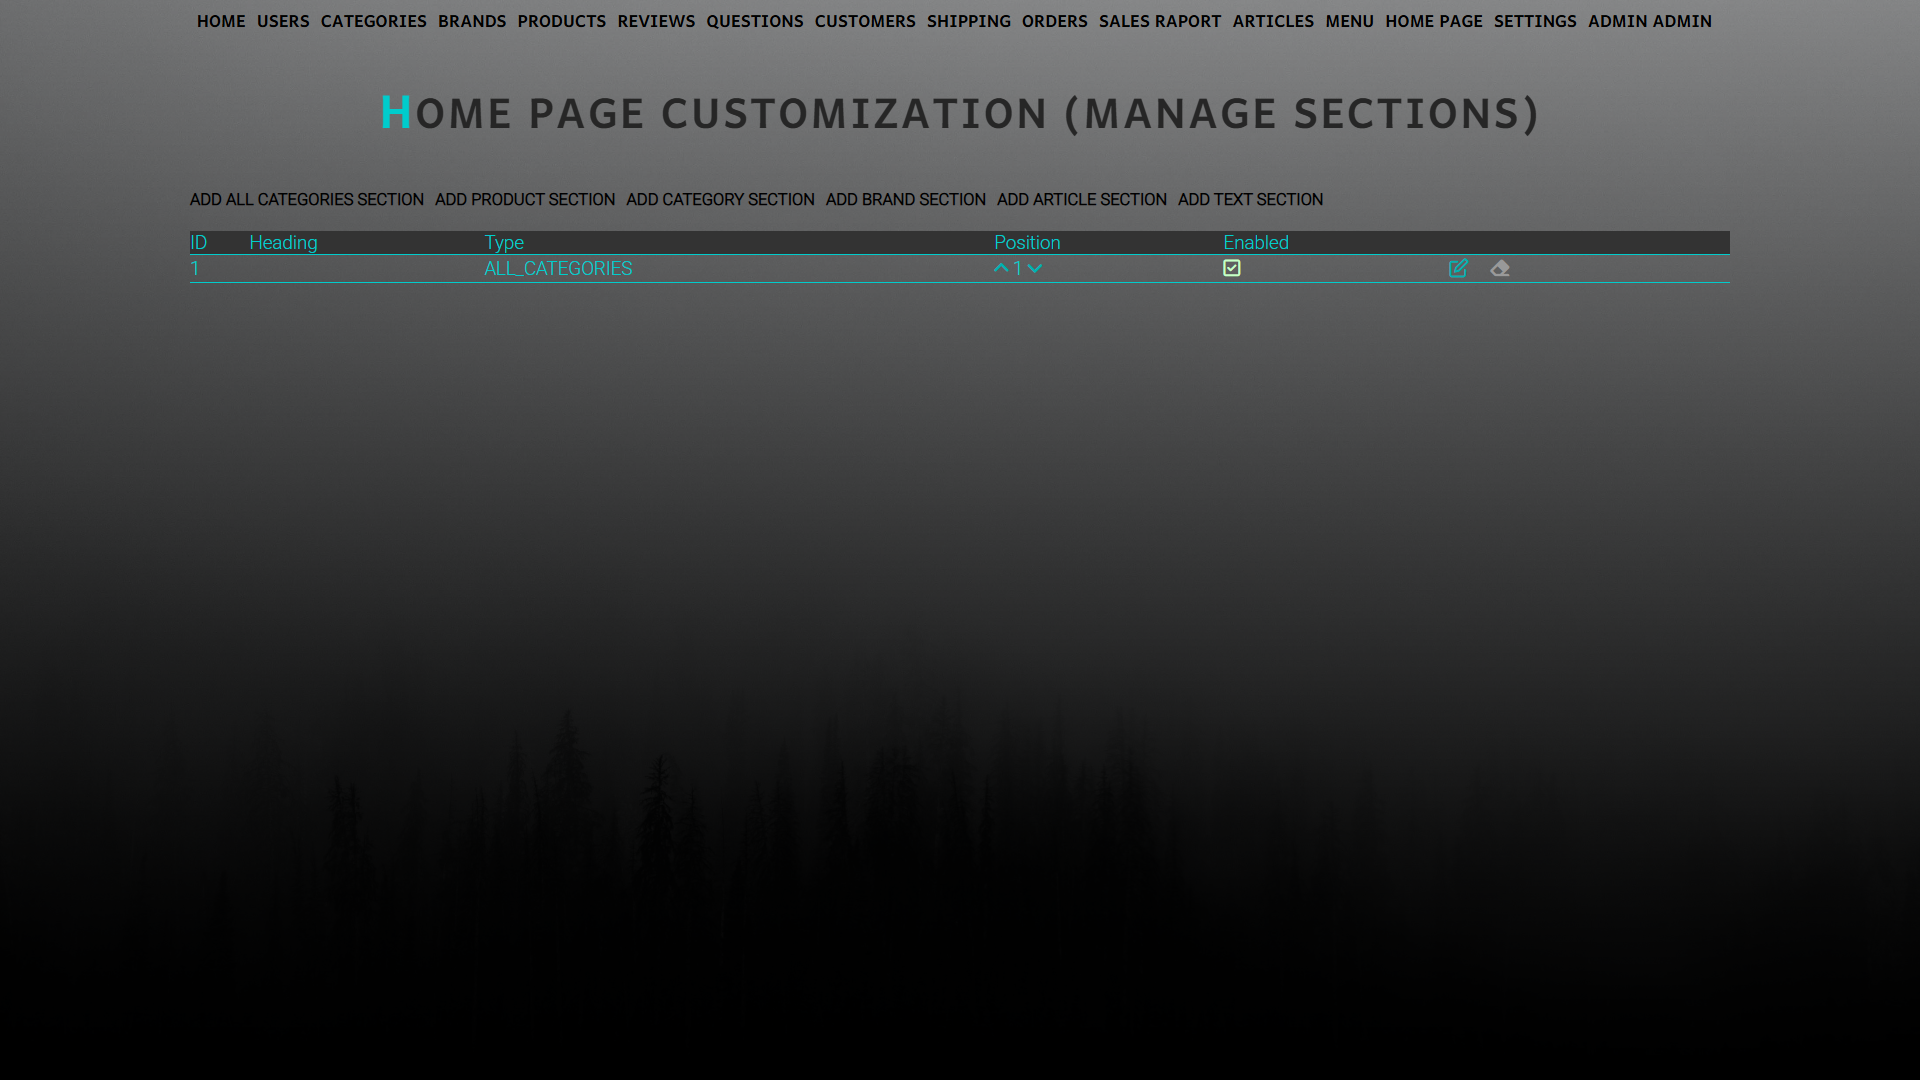 HOME USERS CATEGORIES BRANDS PRODUCTS REVIEWS QUESTIONS CUSTOMERS SHIPPING ORDERS SALES RAPORT ARTICLES MENU HOME PAGE SETTINGS ADMIN ADMIN
HOME PAGE CUSTOMIZATION (MANAGE SECTIONS)
ADD ALL CATEGORIES SECTION ADD PRODUCT SECTION ADD CATEGORY SECTION ADD BRAND SECTION ADD ARTICLE SECTION ADD TEXT SECTION
ID Heading Type Position Enabled
1 ALL_CATEGORIES 1